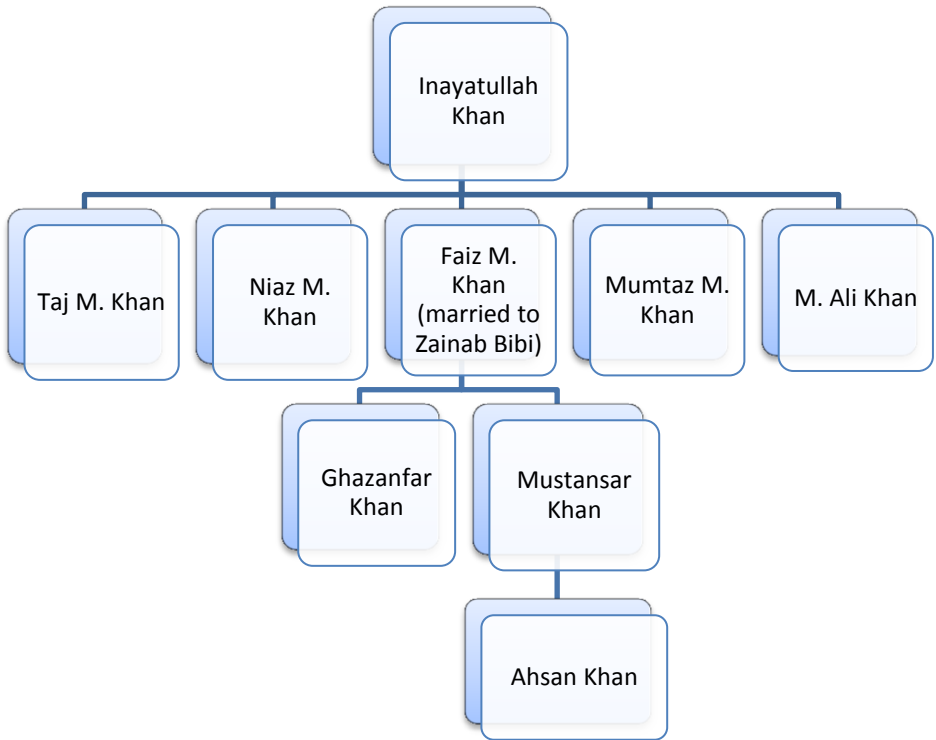 Inayatullah
Khan
Taj M. Khan
Niaz M.
Khan
Faiz M.
Khan
(married to
Zainab Bibi)
Mumtaz M.
Khan
M. Ali Khan
Ghazanfar
Khan
Mustansar
Khan
Ahsan Khan